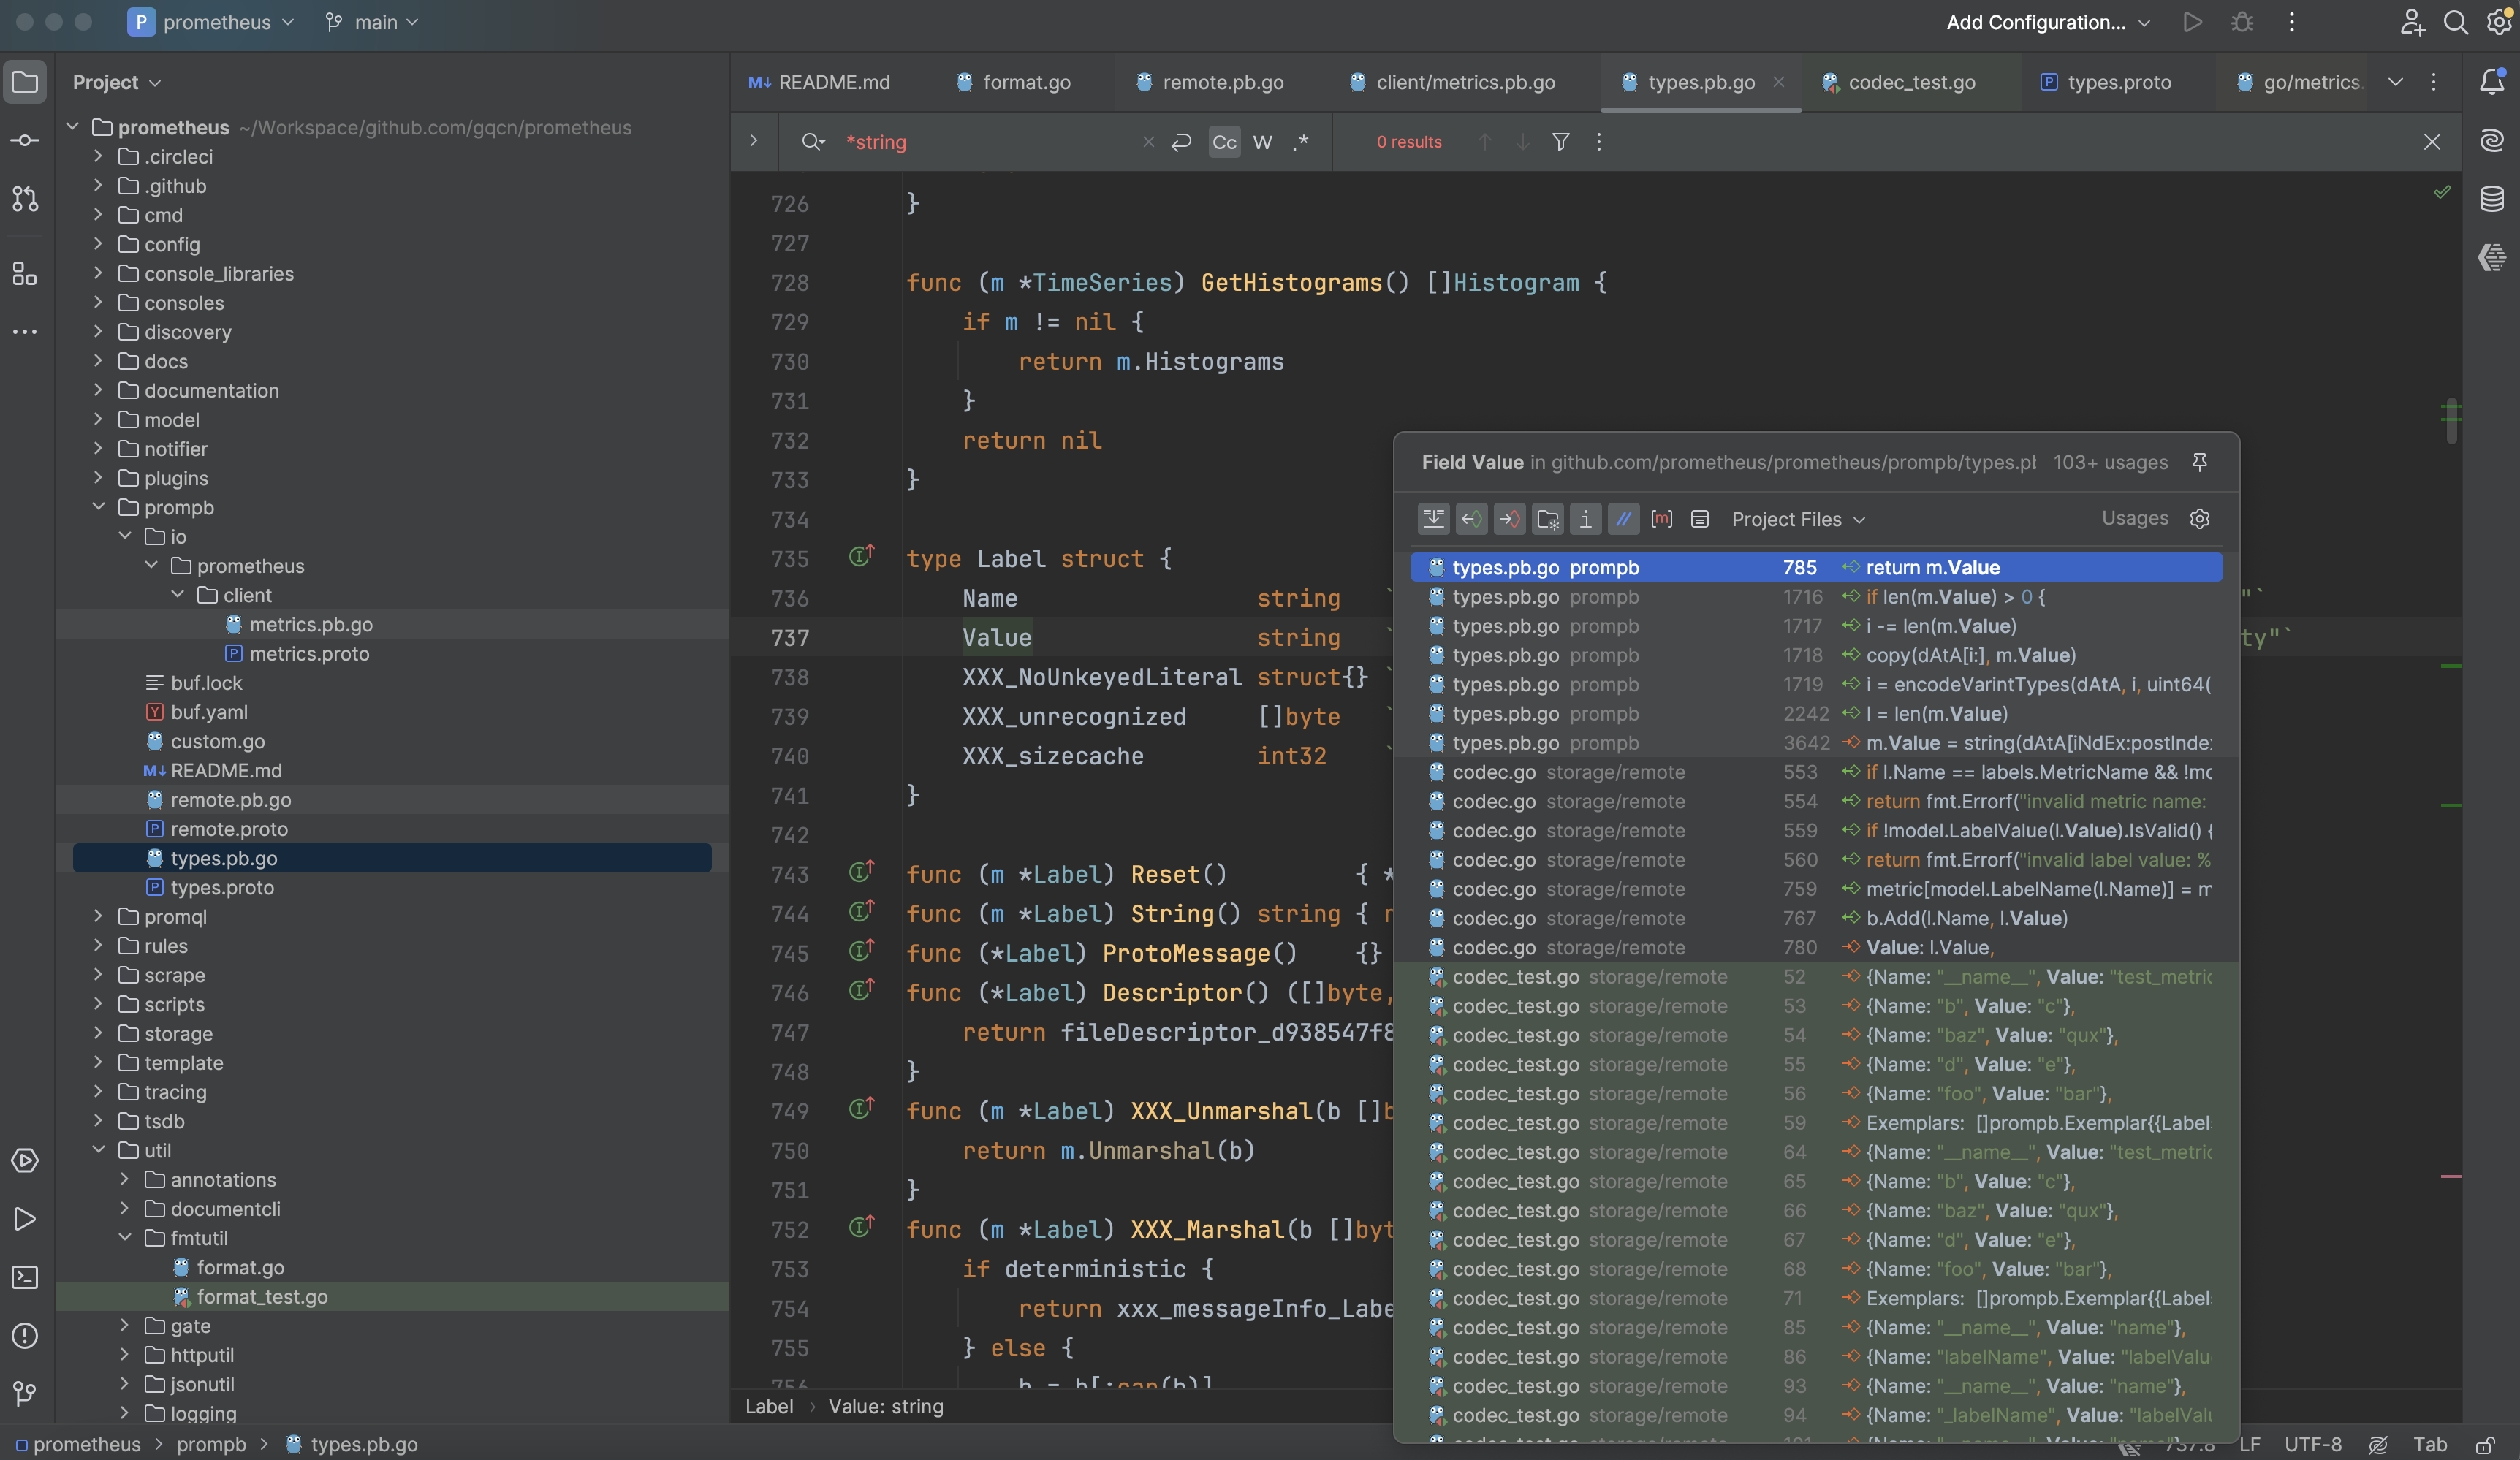 P prometheus main Add Configuration...
Project
prometheus ~/Workspace/github.com/gqcn/prometheus
.circleci
.github
cmd
config
console_libraries
consoles
discovery
docs
documentation
model
notifier
plugins
prompb
io
prometheus
client
metrics.pb.go
metrics.proto
buf.lock
buf.yaml
custom.go
README.md
remote.pb.go
remote.proto
types.pb.go
types.proto
promql
rules
scrape
scripts
storage
template
tracing
tsdb
util
annotations
documentcli
fmtutil
format.go
format_test.go
gate
httputil
jsonutil
logging
README.md format.go remote.pb.go client/metrics.pb.go types.pb.go codec_test.go types.proto go/metrics.
*string Cc W .* 0 results
726 }
727
728 func (m *TimeSeries) GetHistograms() []Histogram {
729 if m != nil {
730 return m.Histograms
731 }
732 return nil
733 }
734
735 type Label struct {
736 Name string ` "`
737 Value string ` ty"`
738 XXX_NoUnkeyedLiteral struct{} `
739 XXX_unrecognized []byte `
740 XXX_sizecache int32 `
741 }
742
743 func (m *Label) Reset() { *
744 func (m *Label) String() string { r
745 func (*Label) ProtoMessage() {}
746 func (*Label) Descriptor() ([]byte,
747 return fileDescriptor_d938547f8
748 }
749 func (m *Label) XXX_Unmarshal(b []b
750 return m.Unmarshal(b)
751 }
752 func (m *Label) XXX_Marshal(b []byt
753 if deterministic {
754 return xxx_messageInfo_Labe
755 } else {
756 b = b[:cap(b)]
Label › Value: string
Field Value in github.com/prometheus/prometheus/prompb/types.pb 103+ usages
Project Files Usages
types.pb.go prompb 785 return m.Value
types.pb.go prompb 1716 if len(m.Value) > 0 {
types.pb.go prompb 1717 i -= len(m.Value)
types.pb.go prompb 1718 copy(dAtA[i:], m.Value)
types.pb.go prompb 1719 i = encodeVarintTypes(dAtA, i, uint64(
types.pb.go prompb 2242 l = len(m.Value)
types.pb.go prompb 3642 m.Value = string(dAtA[iNdEx:postIndex
codec.go storage/remote 553 if l.Name == labels.MetricName && !mo
codec.go storage/remote 554 return fmt.Errorf("invalid metric name:
codec.go storage/remote 559 if !model.LabelValue(l.Value).IsValid() {
codec.go storage/remote 560 return fmt.Errorf("invalid label value: %
codec.go storage/remote 759 metric[model.LabelName(l.Name)] = m
codec.go storage/remote 767 b.Add(l.Name, l.Value)
codec.go storage/remote 780 Value: l.Value,
codec_test.go storage/remote 52 {Name: "__name__", Value: "test_metric
codec_test.go storage/remote 53 {Name: "b", Value: "c"},
codec_test.go storage/remote 54 {Name: "baz", Value: "qux"},
codec_test.go storage/remote 55 {Name: "d", Value: "e"},
codec_test.go storage/remote 56 {Name: "foo", Value: "bar"},
codec_test.go storage/remote 59 Exemplars: []prompb.Exemplar{{Label
codec_test.go storage/remote 64 {Name: "__name__", Value: "test_metric
codec_test.go storage/remote 65 {Name: "b", Value: "c"},
codec_test.go storage/remote 66 {Name: "baz", Value: "qux"},
codec_test.go storage/remote 67 {Name: "d", Value: "e"},
codec_test.go storage/remote 68 {Name: "foo", Value: "bar"},
codec_test.go storage/remote 71 Exemplars: []prompb.Exemplar{{Label
codec_test.go storage/remote 85 {Name: "__name__", Value: "name"},
codec_test.go storage/remote 86 {Name: "labelName", Value: "labelValu
codec_test.go storage/remote 93 {Name: "__name__", Value: "name"},
codec_test.go storage/remote 94 {Name: "_labelName", Value: "labelValu
prometheus > prompb > types.pb.go 737:8 LF UTF-8 Tab